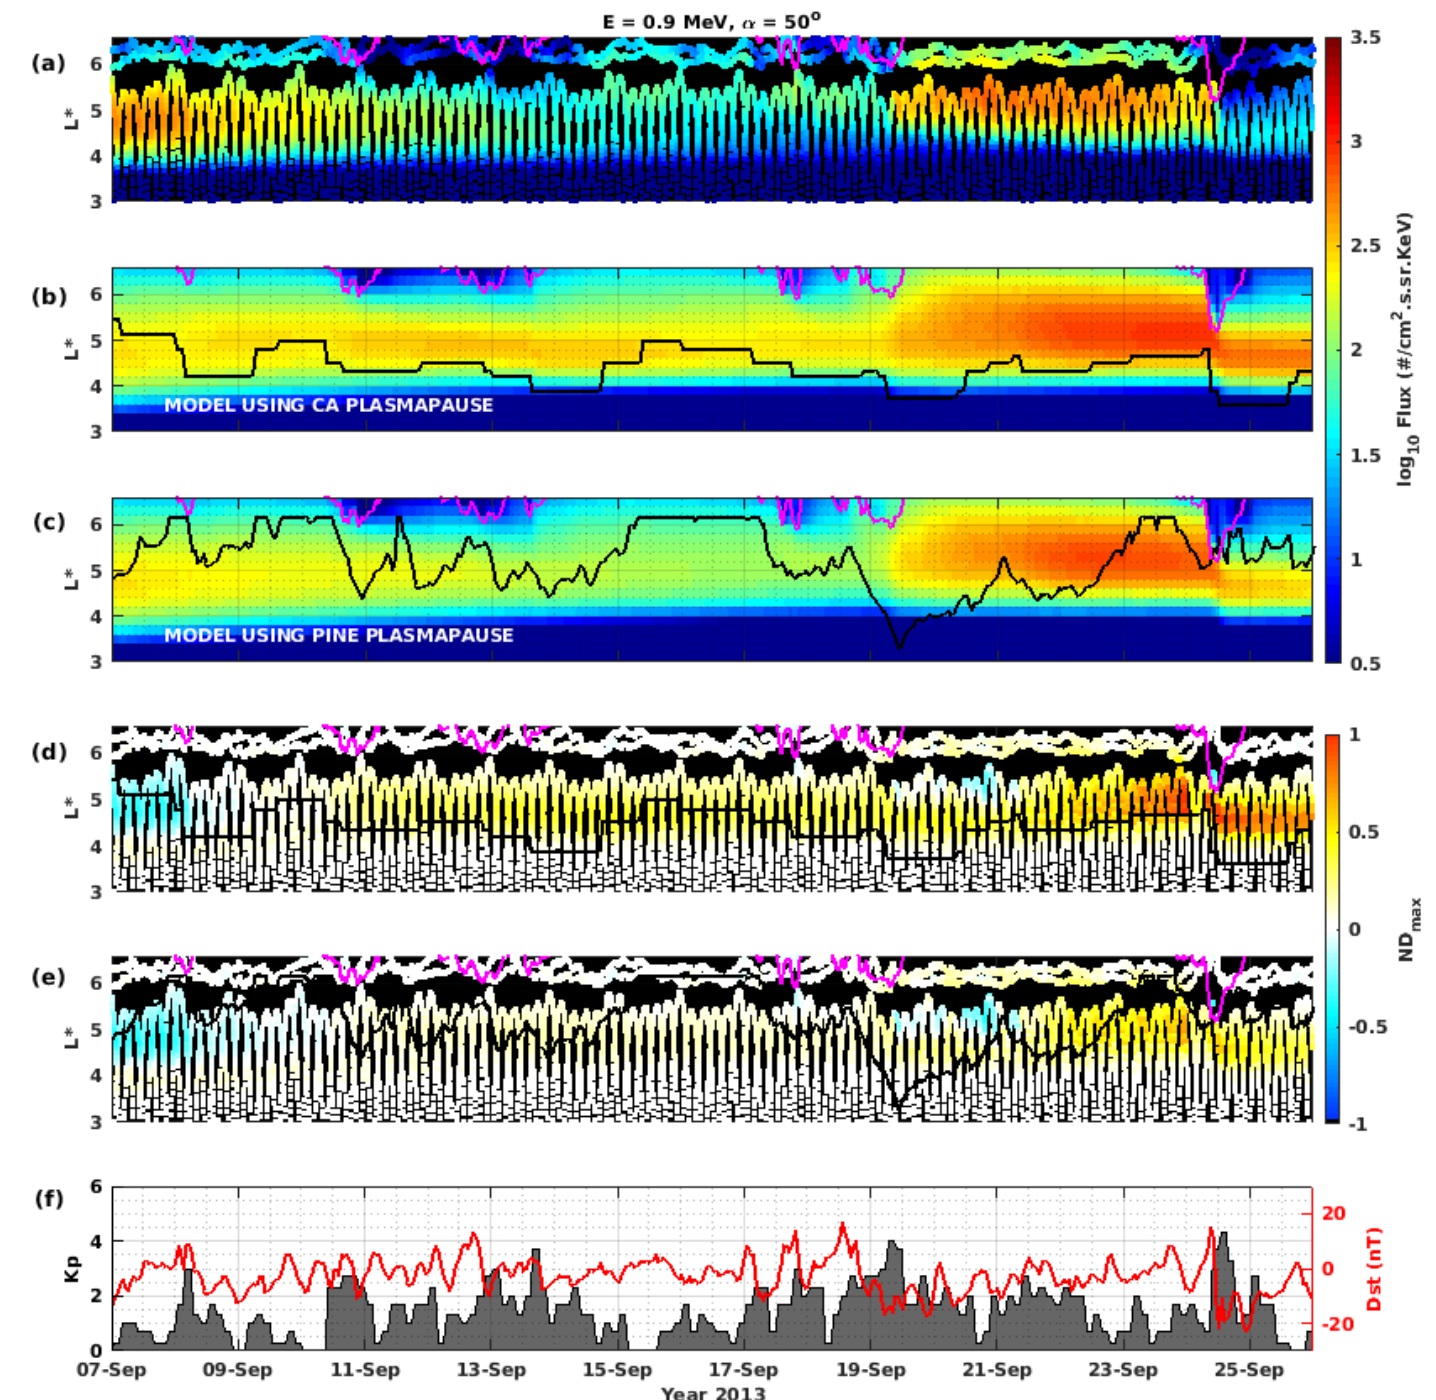 E = 0.9 MeV, α = 50°
(a)
6
5
4
3
L*
(b)
6
5
4
3
L*
MODEL USING CA PLASMAPAUSE
(c)
6
5
4
3
L*
MODEL USING PINE PLASMAPAUSE
3.5
3
2.5
2
1.5
1
0.5
log10 Flux (#/cm2.s.sr.KeV)
(d)
6
5
4
3
L*
(e)
6
5
4
3
L*
1
0.5
0
-0.5
-1
NDmax
(f)
6
4
2
0
Kp
20
0
-20
Dst (nT)
07-Sep 09-Sep 11-Sep 13-Sep 15-Sep 17-Sep 19-Sep 21-Sep 23-Sep 25-Sep
Year 2013